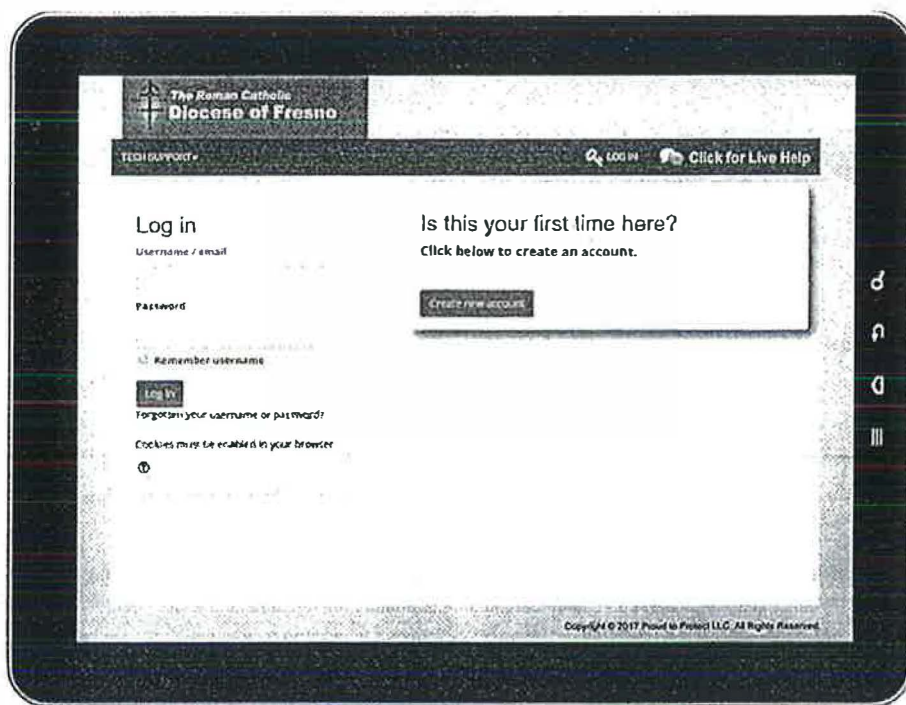 The Roman Catholic
Diocese of Fresno
TECH SUPPORT
LOG IN
Click for Live Help
Log in
Username / email
Password
Remember username
Log in
Forgotten your username or password?
Cookies must be enabled in your browser
Is this your first time here?
Click below to create an account.
Create new account
Copyright © 2017 Proud to Protect LLC. All Rights Reserved.